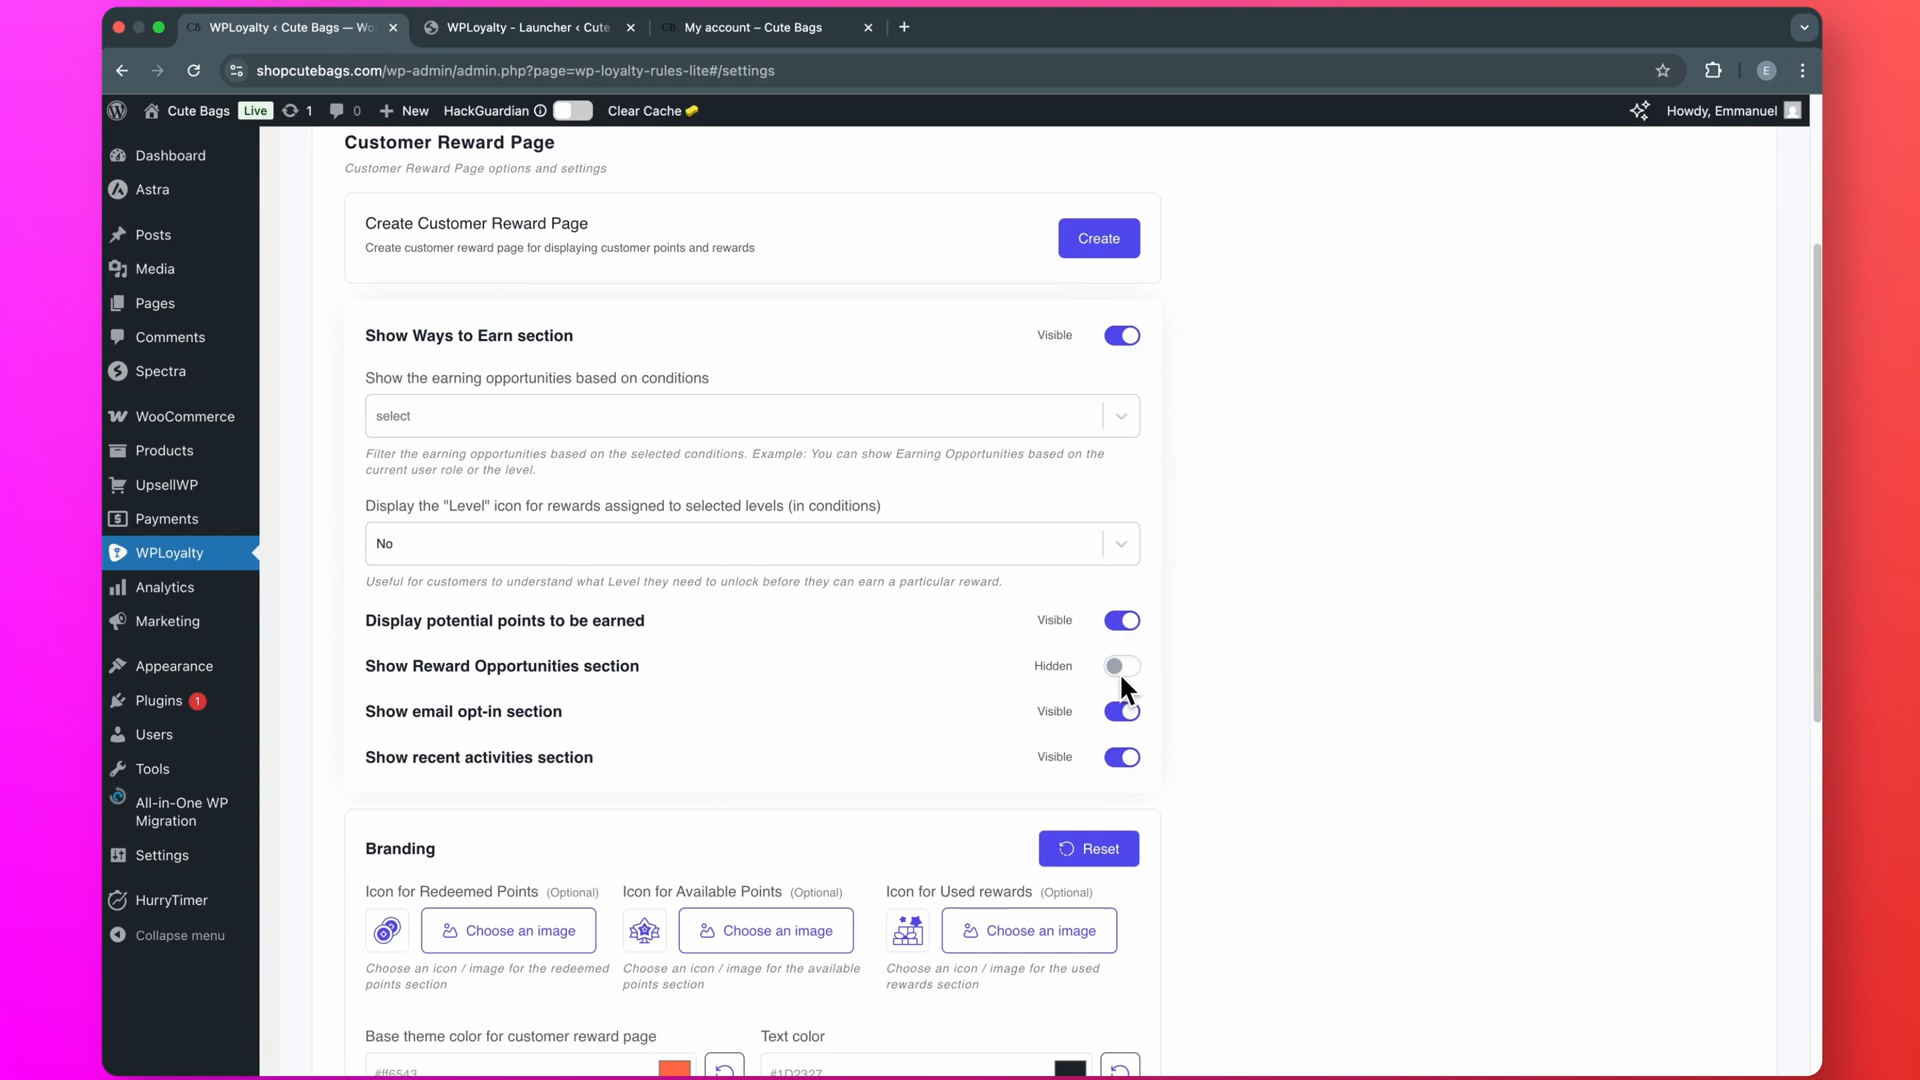 WPLoyalty ‹ Cute Bags — Wo
WPLoyalty - Launcher ‹ Cute
CB
My account – Cute Bags
shopcutebags.com/wp-admin/admin.php?page=wp-loyalty-rules-lite#/settings
E
Cute Bags
Live
1
0
New
HackGuardian
Clear Cache
Howdy, Emmanuel
Dashboard
Astra
Posts
Media
Pages
Comments
Spectra
WooCommerce
Products
UpsellWP
Payments
WPLoyalty
Analytics
Marketing
Appearance
Plugins 1
Users
Tools
All-in-One WP
Migration
Settings
HurryTimer
Collapse menu
Customer Reward Page
Customer Reward Page options and settings
Create Customer Reward Page
Create customer reward page for displaying customer points and rewards
Create
Show Ways to Earn section
Visible
Show the earning opportunities based on conditions
select
Filter the earning opportunities based on the selected conditions. Example: You can show Earning Opportunities based on the
current user role or the level.
Display the "Level" icon for rewards assigned to selected levels (in conditions)
No
Useful for customers to understand what Level they need to unlock before they can earn a particular reward.
Display potential points to be earned
Visible
Show Reward Opportunities section
Hidden
Show email opt-in section
Visible
Show recent activities section
Visible
Branding
Reset
Icon for Redeemed Points (Optional)
Choose an image
Choose an icon / image for the redeemed
points section
Icon for Available Points (Optional)
Choose an image
Choose an icon / image for the available
points section
Icon for Used rewards (Optional)
Choose an image
Choose an icon / image for the used
rewards section
Base theme color for customer reward page
#ff6543
Text color
#1D2327